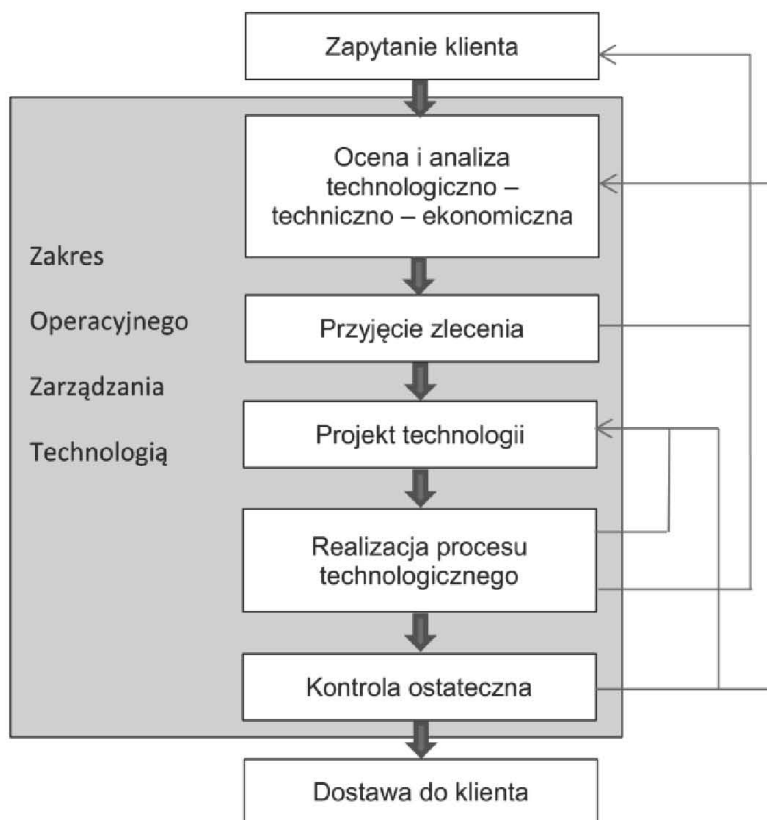 Zapytanie klienta
Ocena i analiza
technologiczno –
techniczno – ekonomiczna
Zakres
Operacyjnego
Zarządzania
Technologią
Przyjęcie zlecenia
Projekt technologii
Realizacja procesu
technologicznego
Kontrola ostateczna
Dostawa do klienta